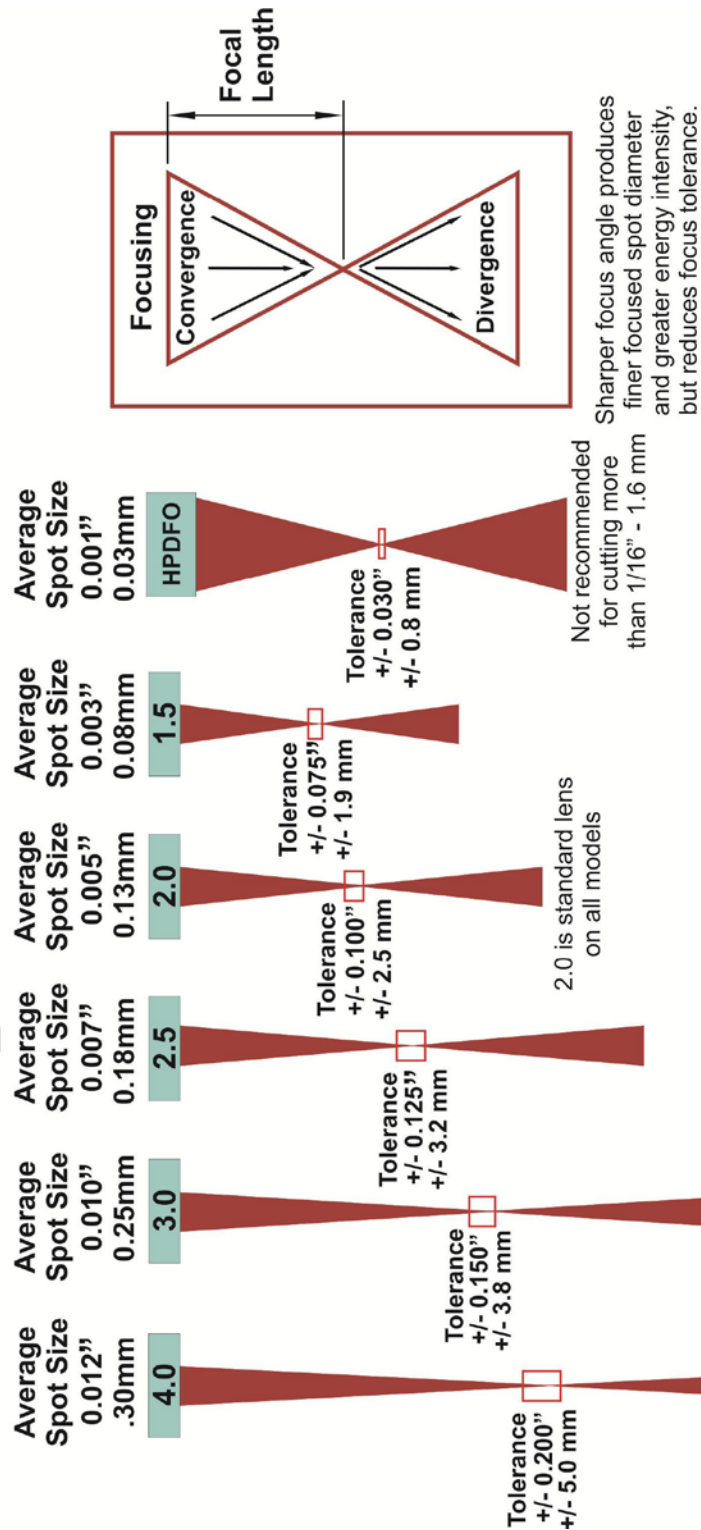 Average
Spot Size
0.012”
.30mm
4.0
Tolerance
+/- 0.200”
+/- 5.0 mm
Average
Spot Size
0.010”
0.25mm
3.0
Tolerance
+/- 0.150”
+/- 3.8 mm
Average
Spot Size
0.007”
0.18mm
2.5
Tolerance
+/- 0.125”
+/- 3.2 mm
Average
Spot Size
0.005”
0.13mm
2.0
Tolerance
+/- 0.100”
+/- 2.5 mm
2.0 is standard lens
on all models
Average
Spot Size
0.003”
0.08mm
1.5
Tolerance
+/- 0.075”
+/- 1.9 mm
Average
Spot Size
0.001”
0.03mm
HPDFO
Tolerance
+/- 0.030”
+/- 0.8 mm
Not recommended
for cutting more
than 1/16” - 1.6 mm
Focusing
Convergence
Focal
Length
Divergence
Sharper focus angle produces
finer focused spot diameter
and greater energy intensity,
but reduces focus tolerance.